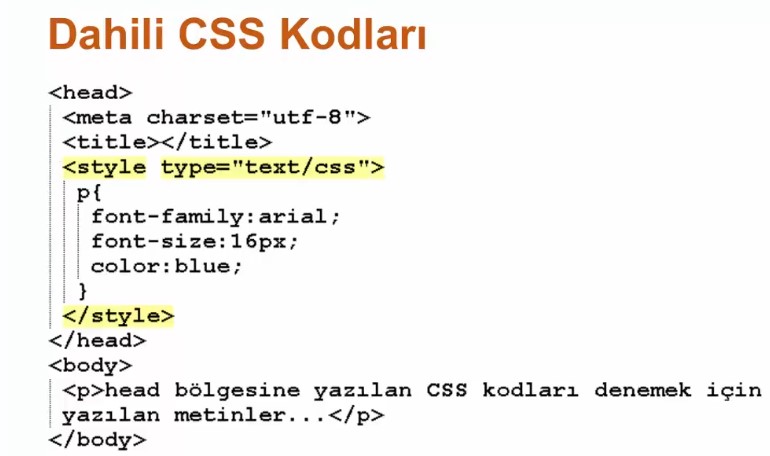 Dahili CSS Kodları
<head>
<meta charset="utf-8">
<title></title>
<style type="text/css">
p{
font-family:arial;
font-size:16px;
color:blue;
}
</style>
</head>
<body>
<p>head bölgesine yazılan CSS kodları denemek için
yazılan metinler...</p>
</body>